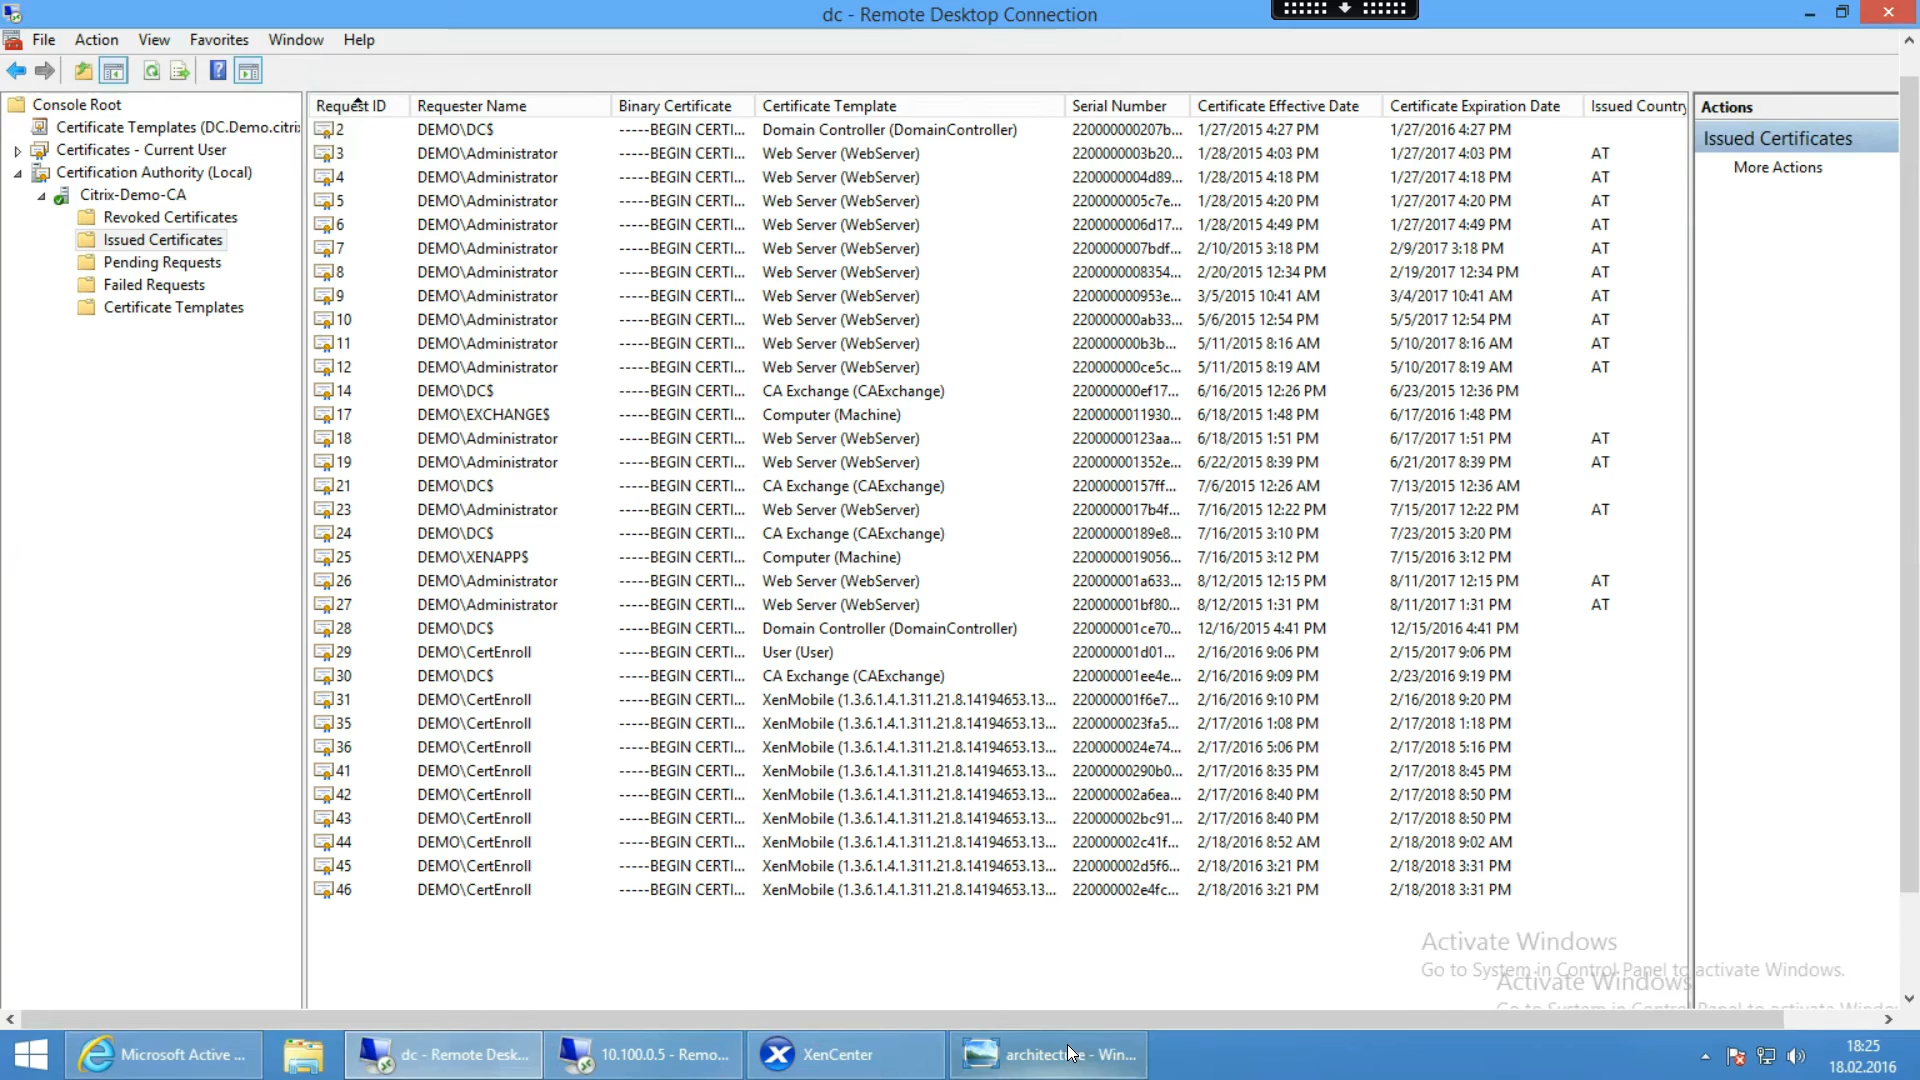 dc - Remote Desktop Connection
File Action View Favorites Window Help
Console Root
Certificate Templates (DC.Demo.citrix
Certificates - Current User
Certification Authority (Local)
Citrix-Demo-CA
Revoked Certificates
Issued Certificates
Pending Requests
Failed Requests
Certificate Templates
Request ID Requester Name Binary Certificate Certificate Template Serial Number Certificate Effective Date Certificate Expiration Date Issued Country
2 DEMO\DC$ -----BEGIN CERTI... Domain Controller (DomainController) 220000000207b... 1/27/2015 4:27 PM 1/27/2016 4:27 PM
3 DEMO\Administrator -----BEGIN CERTI... Web Server (WebServer) 2200000003b20... 1/28/2015 4:03 PM 1/27/2017 4:03 PM AT
4 DEMO\Administrator -----BEGIN CERTI... Web Server (WebServer) 2200000004d89... 1/28/2015 4:18 PM 1/27/2017 4:18 PM AT
5 DEMO\Administrator -----BEGIN CERTI... Web Server (WebServer) 2200000005c7e... 1/28/2015 4:20 PM 1/27/2017 4:20 PM AT
6 DEMO\Administrator -----BEGIN CERTI... Web Server (WebServer) 2200000006d17... 1/28/2015 4:49 PM 1/27/2017 4:49 PM AT
7 DEMO\Administrator -----BEGIN CERTI... Web Server (WebServer) 2200000007bdf... 2/10/2015 3:18 PM 2/9/2017 3:18 PM AT
8 DEMO\Administrator -----BEGIN CERTI... Web Server (WebServer) 2200000008354... 2/20/2015 12:34 PM 2/19/2017 12:34 PM AT
9 DEMO\Administrator -----BEGIN CERTI... Web Server (WebServer) 220000000953e... 3/5/2015 10:41 AM 3/4/2017 10:41 AM AT
10 DEMO\Administrator -----BEGIN CERTI... Web Server (WebServer) 220000000ab33... 5/6/2015 12:54 PM 5/5/2017 12:54 PM AT
11 DEMO\Administrator -----BEGIN CERTI... Web Server (WebServer) 220000000b3b... 5/11/2015 8:16 AM 5/10/2017 8:16 AM AT
12 DEMO\Administrator -----BEGIN CERTI... Web Server (WebServer) 220000000ce5c... 5/11/2015 8:19 AM 5/10/2017 8:19 AM AT
14 DEMO\DC$ -----BEGIN CERTI... CA Exchange (CAExchange) 220000000ef17... 6/16/2015 12:26 PM 6/23/2015 12:36 PM
17 DEMO\EXCHANGE$ -----BEGIN CERTI... Computer (Machine) 2200000011930... 6/18/2015 1:48 PM 6/17/2016 1:48 PM
18 DEMO\Administrator -----BEGIN CERTI... Web Server (WebServer) 22000000123aa... 6/18/2015 1:51 PM 6/17/2017 1:51 PM AT
19 DEMO\Administrator -----BEGIN CERTI... Web Server (WebServer) 220000001352e... 6/22/2015 8:39 PM 6/21/2017 8:39 PM AT
21 DEMO\DC$ -----BEGIN CERTI... CA Exchange (CAExchange) 22000000157ff... 7/6/2015 12:26 AM 7/13/2015 12:36 AM
23 DEMO\Administrator -----BEGIN CERTI... Web Server (WebServer) 2200000017b4f... 7/16/2015 12:22 PM 7/15/2017 12:22 PM AT
24 DEMO\DC$ -----BEGIN CERTI... CA Exchange (CAExchange) 22000000189e8... 7/16/2015 3:10 PM 7/23/2015 3:20 PM
25 DEMO\XENAPP$ -----BEGIN CERTI... Computer (Machine) 2200000019056... 7/16/2015 3:12 PM 7/15/2016 3:12 PM
26 DEMO\Administrator -----BEGIN CERTI... Web Server (WebServer) 220000001a633... 8/12/2015 12:15 PM 8/11/2017 12:15 PM AT
27 DEMO\Administrator -----BEGIN CERTI... Web Server (WebServer) 220000001bf80... 8/12/2015 1:31 PM 8/11/2017 1:31 PM AT
28 DEMO\DC$ -----BEGIN CERTI... Domain Controller (DomainController) 220000001ce70... 12/16/2015 4:41 PM 12/15/2016 4:41 PM
29 DEMO\CertEnroll -----BEGIN CERTI... User (User) 220000001d01... 2/16/2016 9:06 PM 2/15/2017 9:06 PM
30 DEMO\DC$ -----BEGIN CERTI... CA Exchange (CAExchange) 220000001ee4e... 2/16/2016 9:09 PM 2/23/2016 9:19 PM
31 DEMO\CertEnroll -----BEGIN CERTI... XenMobile (1.3.6.1.4.1.311.21.8.14194653.13... 220000001f6e7... 2/16/2016 9:10 PM 2/16/2018 9:20 PM
35 DEMO\CertEnroll -----BEGIN CERTI... XenMobile (1.3.6.1.4.1.311.21.8.14194653.13... 2200000023fa5... 2/17/2016 1:08 PM 2/17/2018 1:18 PM
36 DEMO\CertEnroll -----BEGIN CERTI... XenMobile (1.3.6.1.4.1.311.21.8.14194653.13... 2200000024e74... 2/17/2016 5:06 PM 2/17/2018 5:16 PM
41 DEMO\CertEnroll -----BEGIN CERTI... XenMobile (1.3.6.1.4.1.311.21.8.14194653.13... 22000000290b0... 2/17/2016 8:35 PM 2/17/2018 8:45 PM
42 DEMO\CertEnroll -----BEGIN CERTI... XenMobile (1.3.6.1.4.1.311.21.8.14194653.13... 220000002a6ea... 2/17/2016 8:40 PM 2/17/2018 8:50 PM
43 DEMO\CertEnroll -----BEGIN CERTI... XenMobile (1.3.6.1.4.1.311.21.8.14194653.13... 220000002bc91... 2/17/2016 8:40 PM 2/17/2018 8:50 PM
44 DEMO\CertEnroll -----BEGIN CERTI... XenMobile (1.3.6.1.4.1.311.21.8.14194653.13... 220000002c41f... 2/18/2016 8:52 AM 2/18/2018 9:02 AM
45 DEMO\CertEnroll -----BEGIN CERTI... XenMobile (1.3.6.1.4.1.311.21.8.14194653.13... 220000002d5f6... 2/18/2016 3:21 PM 2/18/2018 3:31 PM
46 DEMO\CertEnroll -----BEGIN CERTI... XenMobile (1.3.6.1.4.1.311.21.8.14194653.13... 220000002e4fc... 2/18/2016 3:21 PM 2/18/2018 3:31 PM
Actions
Issued Certificates
More Actions
Activate Windows
Go to System in Control Panel to activate Windows.
Activate Windows
Microsoft Active ... dc - Remote Desk... 10.100.0.5 - Remo... XenCenter architecture - Win... 18:25
18.02.2016